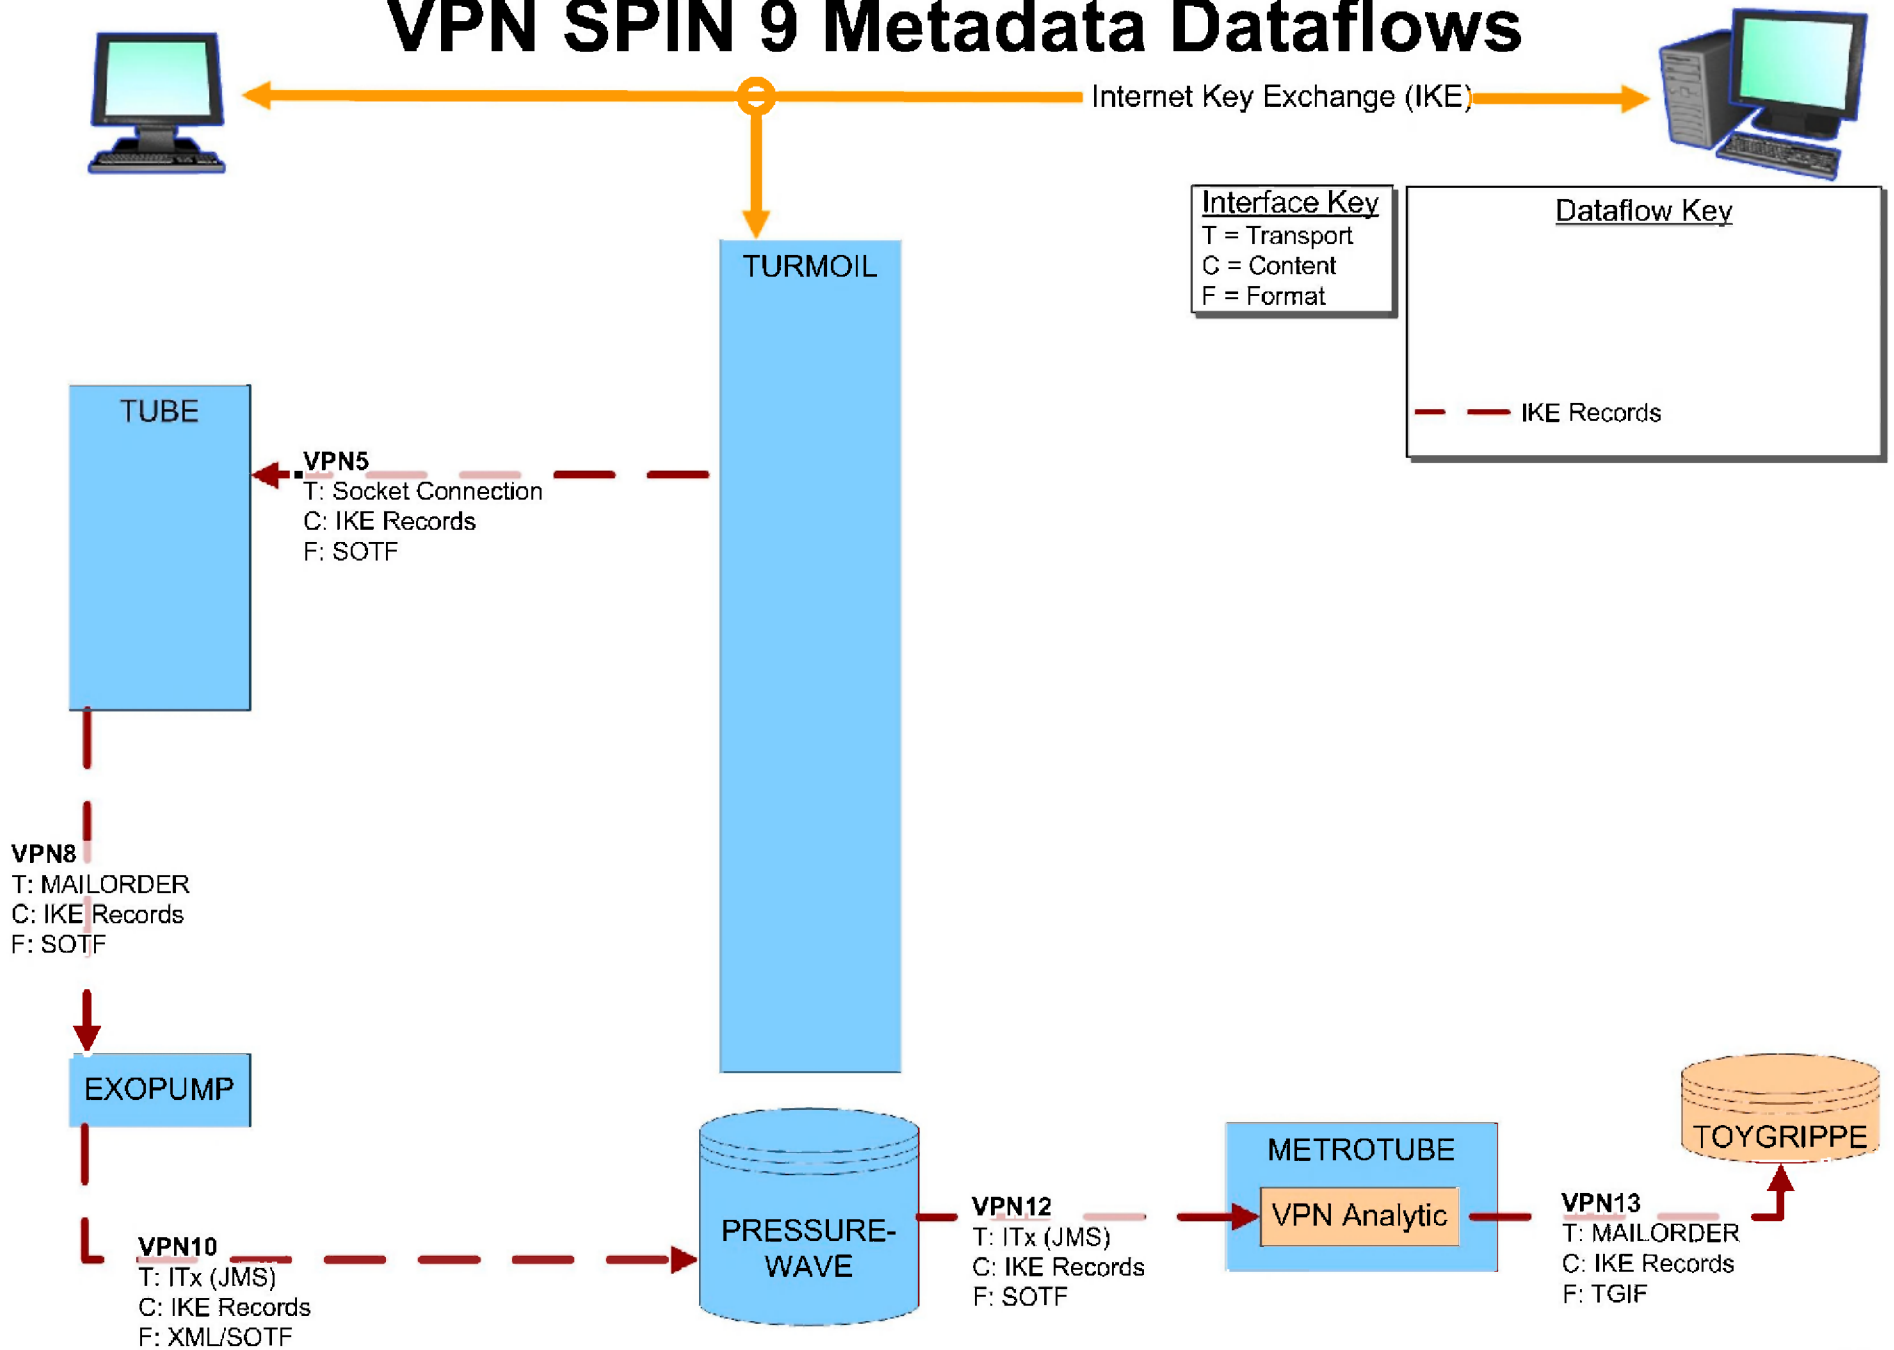 VPN SPIN 9 Metadata Dataflows
Internet Key Exchange (IKE)
Interface Key
T = Transport
C = Content
F = Format
Dataflow Key
IKE Records
TURMOIL
TUBE
VPN5
T: Socket Connection
C: IKE Records
F: SOTF
VPN8
T: MAILORDER
C: IKE Records
F: SOTF
EXOPUMP
VPN10
T: ITx (JMS)
C: IKE Records
F: XML/SOTF
PRESSURE-
WAVE
VPN12
T: ITx (JMS)
C: IKE Records
F: SOTF
METROTUBE
VPN Analytic
VPN13
T: MAILORDER
C: IKE Records
F: TGIF
TOYGRIPPE